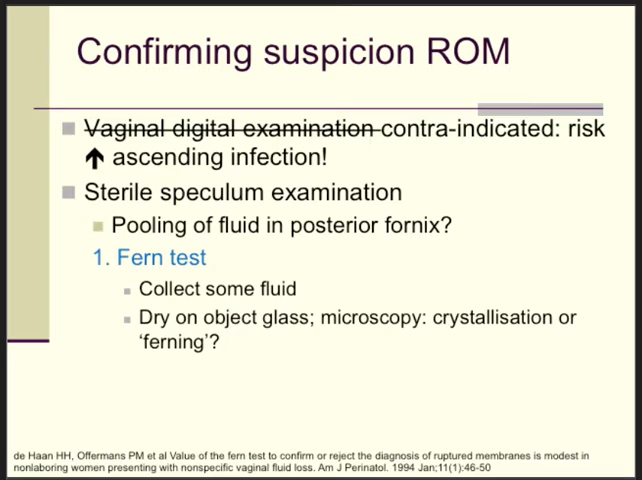 Confirming suspicion ROM
Vaginal digital examination contra-indicated: risk
↑ ascending infection!
Sterile speculum examination
Pooling of fluid in posterior fornix?
1. Fern test
Collect some fluid
Dry on object glass; microscopy: crystallisation or
‘ferning’?
de Haan HH, Offermans PM et al Value of the fern test to confirm or reject the diagnosis of ruptured membranes is modest in
nonlaboring women presenting with nonspecific vaginal fluid loss. Am J Perinatol. 1994 Jan;11(1):46-50